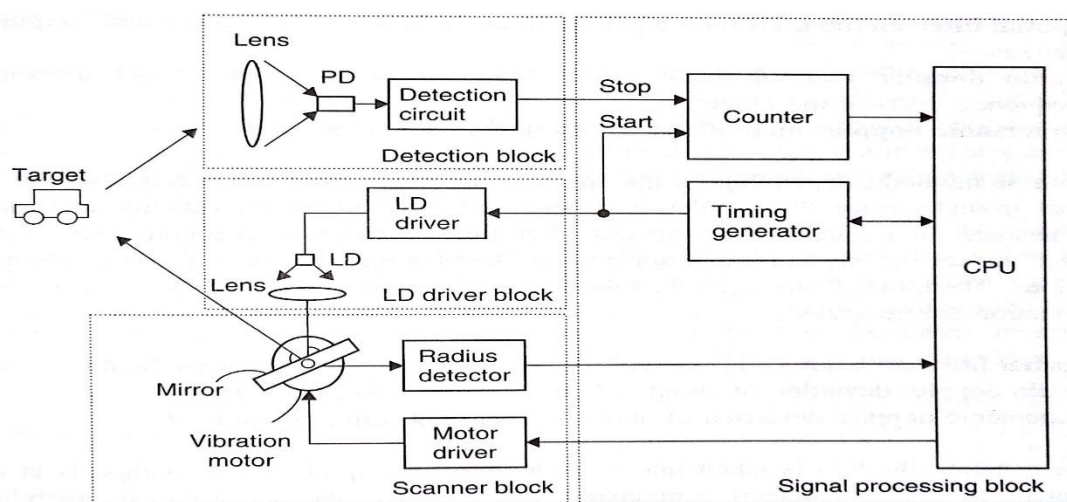 Lens
PD
Detection
circuit
Detection block
Stop
Start
Counter
Target
LD
driver
LD
Lens
LD driver block
Timing
generator
CPU
Mirror
Radius
detector
Vibration
motor
Motor
driver
Scanner block
Signal processing block